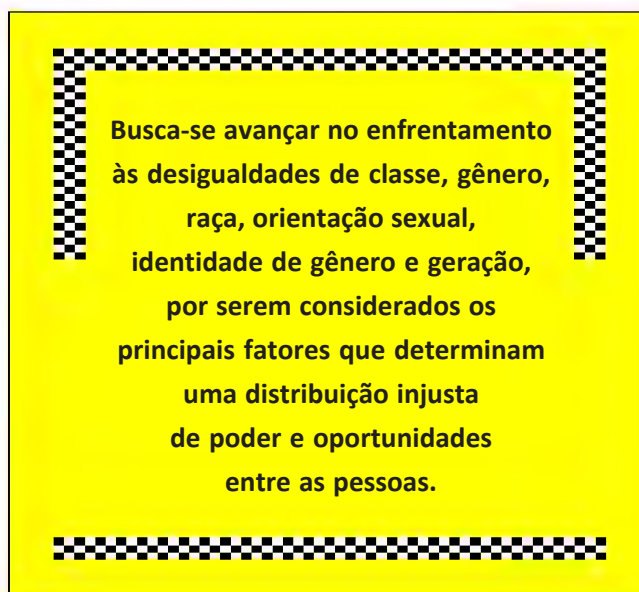 Busca-se avançar no enfrentamento
às desigualdades de classe, gênero,
raça, orientação sexual,
identidade de gênero e geração,
por serem considerados os
principais fatores que determinam
uma distribuição injusta
de poder e oportunidades
entre as pessoas.